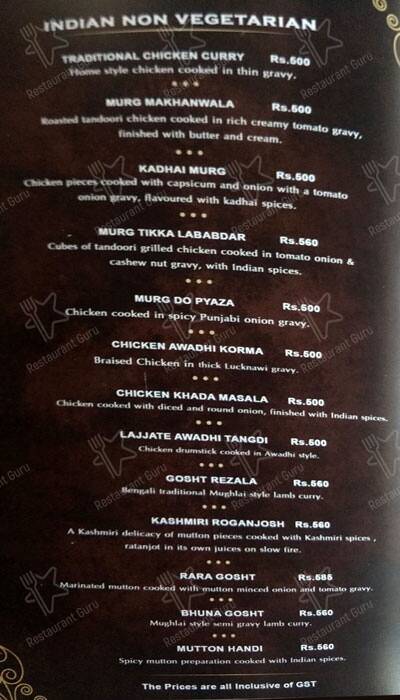 INDIAN NON VEGETARIAN
TRADITIONAL CHICKEN CURRY Rs.500
Home style chicken cooked in thin gravy.
MURG MAKHANWALA Rs.500
Roasted tandoori chicken cooked in rich creamy tomato gravy,
finished with butter and cream.
KADHAI MURG Rs.500
Chicken pieces cooked with capsicum and onion with a tomato
onion gravy, flavoured with kadhai spices.
MURG TIKKA LABABDAR Rs.560
Cubes of tandoori grilled chicken cooked in tomato onion &
cashew nut gravy, with Indian spices.
MURG DO PYAZA Rs.500
Chicken cooked in spicy Punjabi onion gravy.
CHICKEN AWADHI KORMA Rs.500
Braised Chicken in thick Lucknawi gravy.
CHICKEN KHADA MASALA Rs.500
Chicken cooked with diced and round onion, finished with Indian spices.
LAJJATE AWADHI TANGDI Rs.500
Chicken drumstick cooked in Awadhi style.
GOSHT REZALA Rs.560
Bengali traditional Mughlai style lamb curry.
KASHMIRI ROGANJOSH Rs.560
A Kashmiri delicacy of mutton pieces cooked with Kashmiri spices ,
ratanjot in its own juices on slow fire.
RARA GOSHT Rs.585
Marinated mutton cooked with mutton minced onion and tomato gravy.
BHUNA GOSHT Rs.560
Mughlai style semi gravy lamb curry.
MUTTON HANDI Rs.560
Spicy mutton preparation cooked with Indian spices.
The Prices are all Inclusive of GST